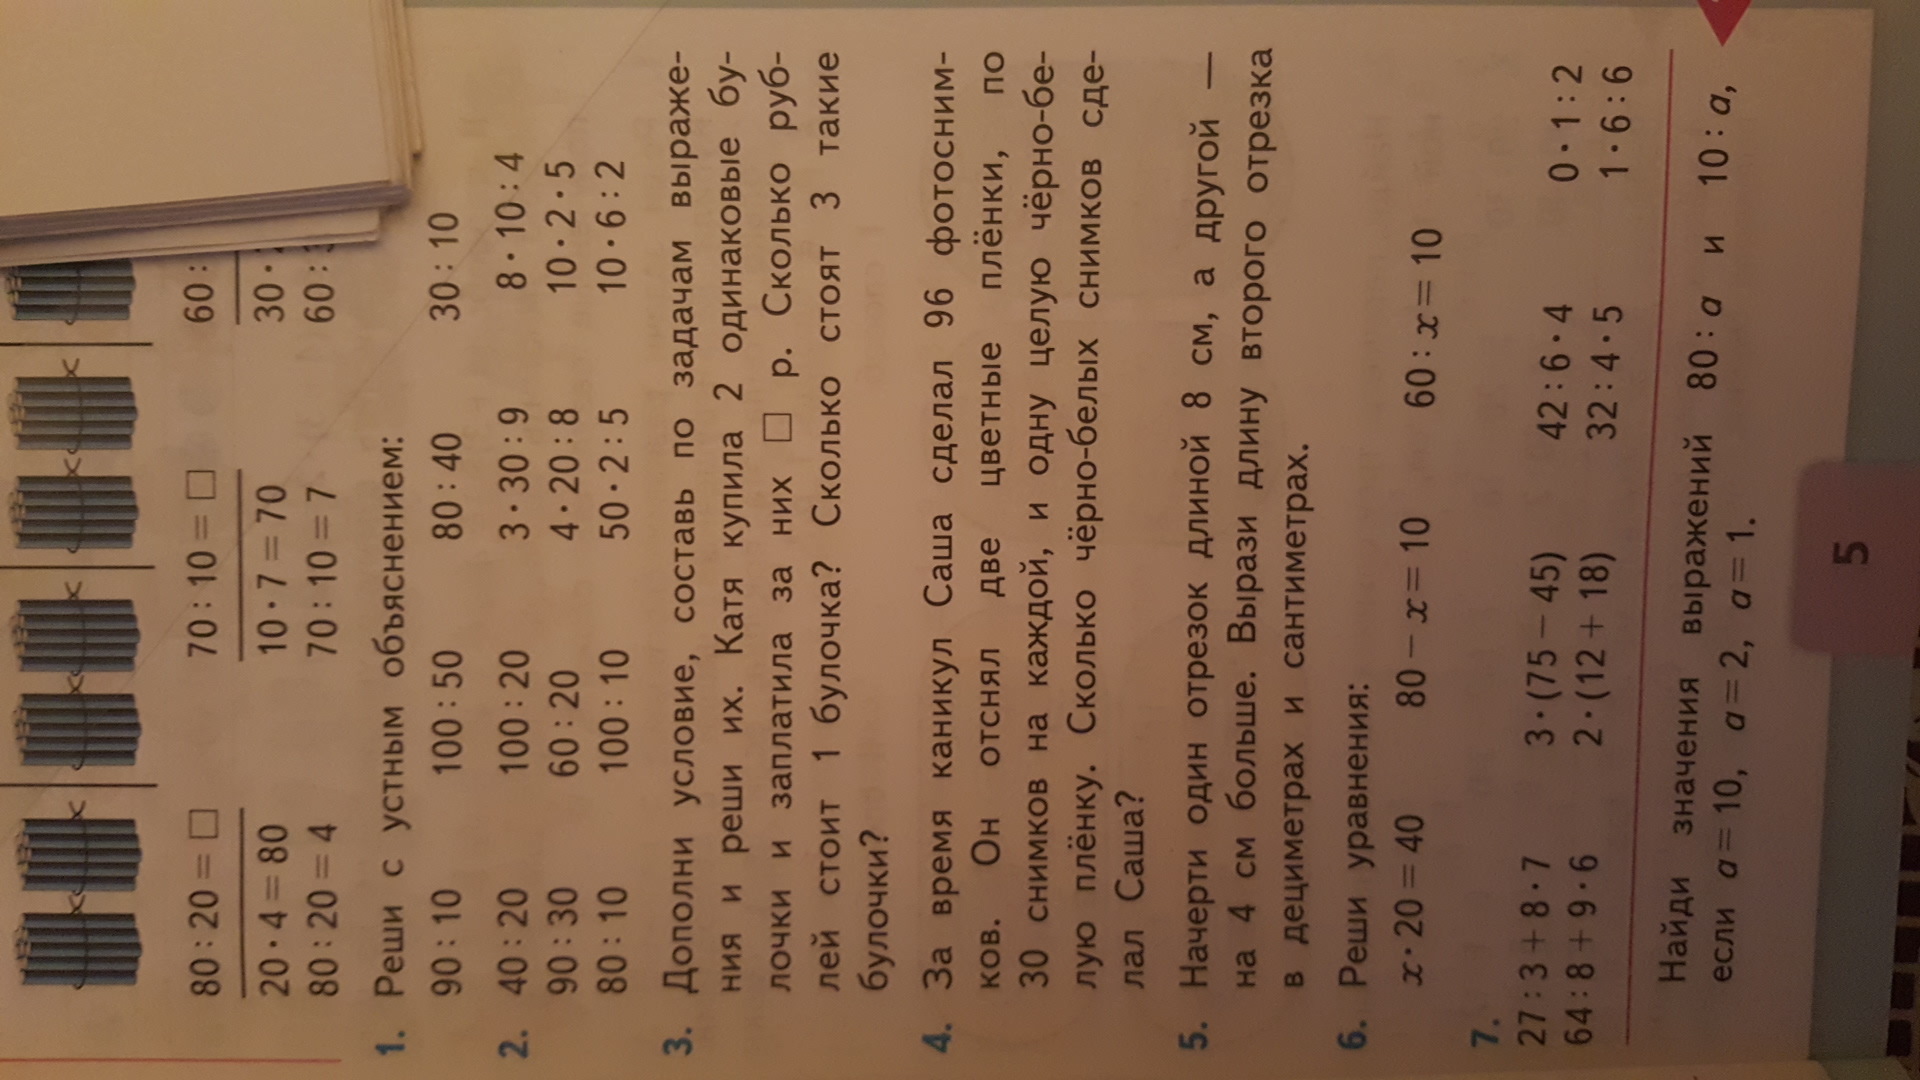 80 : 20 = □ 70 : 10 = □ 60 :
20 · 4 = 80 10 · 7 = 70 30 ·
80 : 20 = 4 70 : 10 = 7 60 :
1. Реши с устным объяснением:
90 : 10 100 : 50 80 : 40 30 : 10
2. 40 : 20 100 : 20 3 · 30 : 9 8 · 10 : 4
90 : 30 60 : 20 4 · 20 : 8 10 · 2 · 5
80 : 10 100 : 10 50 · 2 : 5 10 · 6 : 2
3. Дополни условие, составь по задачам выраже-
ния и реши их. Катя купила 2 одинаковые бу-
лочки и заплатила за них □ р. Сколько руб-
лей стоит 1 булочка? Сколько стоят 3 такие
булочки?
4. За время каникул Саша сделал 96 фотосним-
ков. Он отснял две цветные плёнки, по
30 снимков на каждой, и одну целую чёрно-бе-
лую плёнку. Сколько чёрно-белых снимков сде-
лал Саша?
5. Начерти один отрезок длиной 8 см, а другой —
на 4 см больше. Вырази длину второго отрезка
в дециметрах и сантиметрах.
6. Реши уравнения:
x · 20 = 40 80 − x = 10 60 : x = 10
7.
27 : 3 + 8 · 7 3 · (75 − 45) 42 : 6 · 4 0 · 1 : 2
64 : 8 + 9 · 6 2 · (12 + 18) 32 : 4 · 5 1 · 6 : 6
Найди значения выражений 80 : a и 10 : a,
если a = 10, a = 2, a = 1.
5